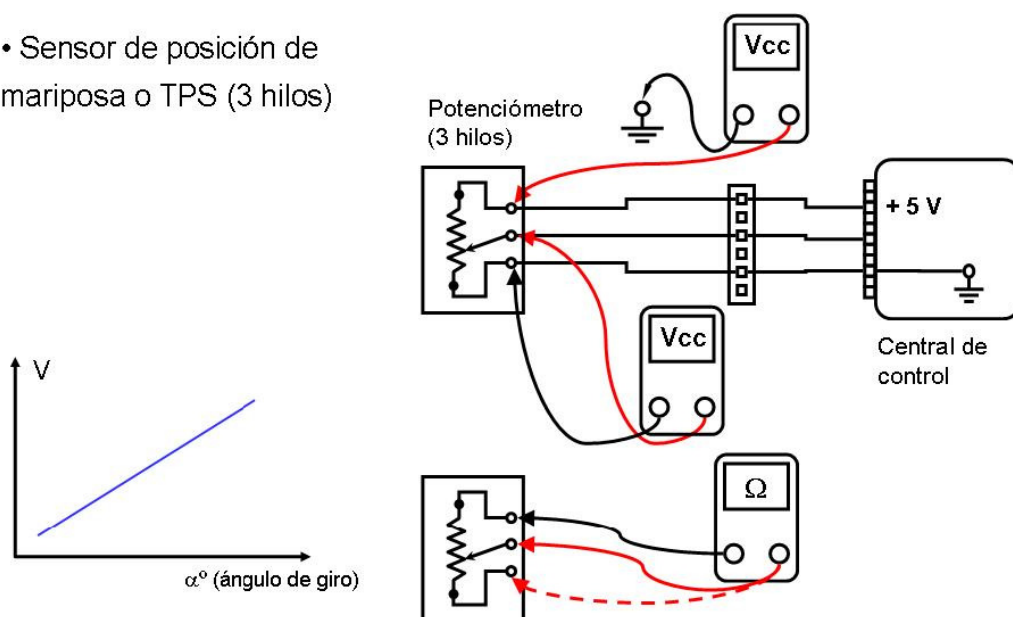 • Sensor de posición de
mariposa o TPS (3 hilos)
Potenciómetro
(3 hilos)
Vcc
+ 5 V
Vcc
Central de
control
V
α° (ángulo de giro)
Ω